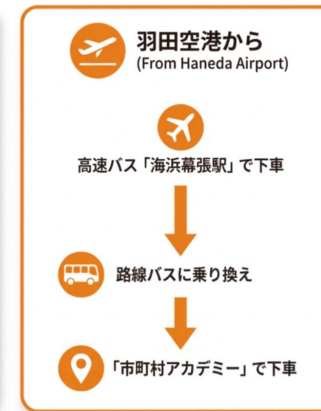 羽田空港から
(From Haneda Airport)
高速バス「海浜幕張駅」で下車
路線バスに乗り換え
「市町村アカデミー」で下車